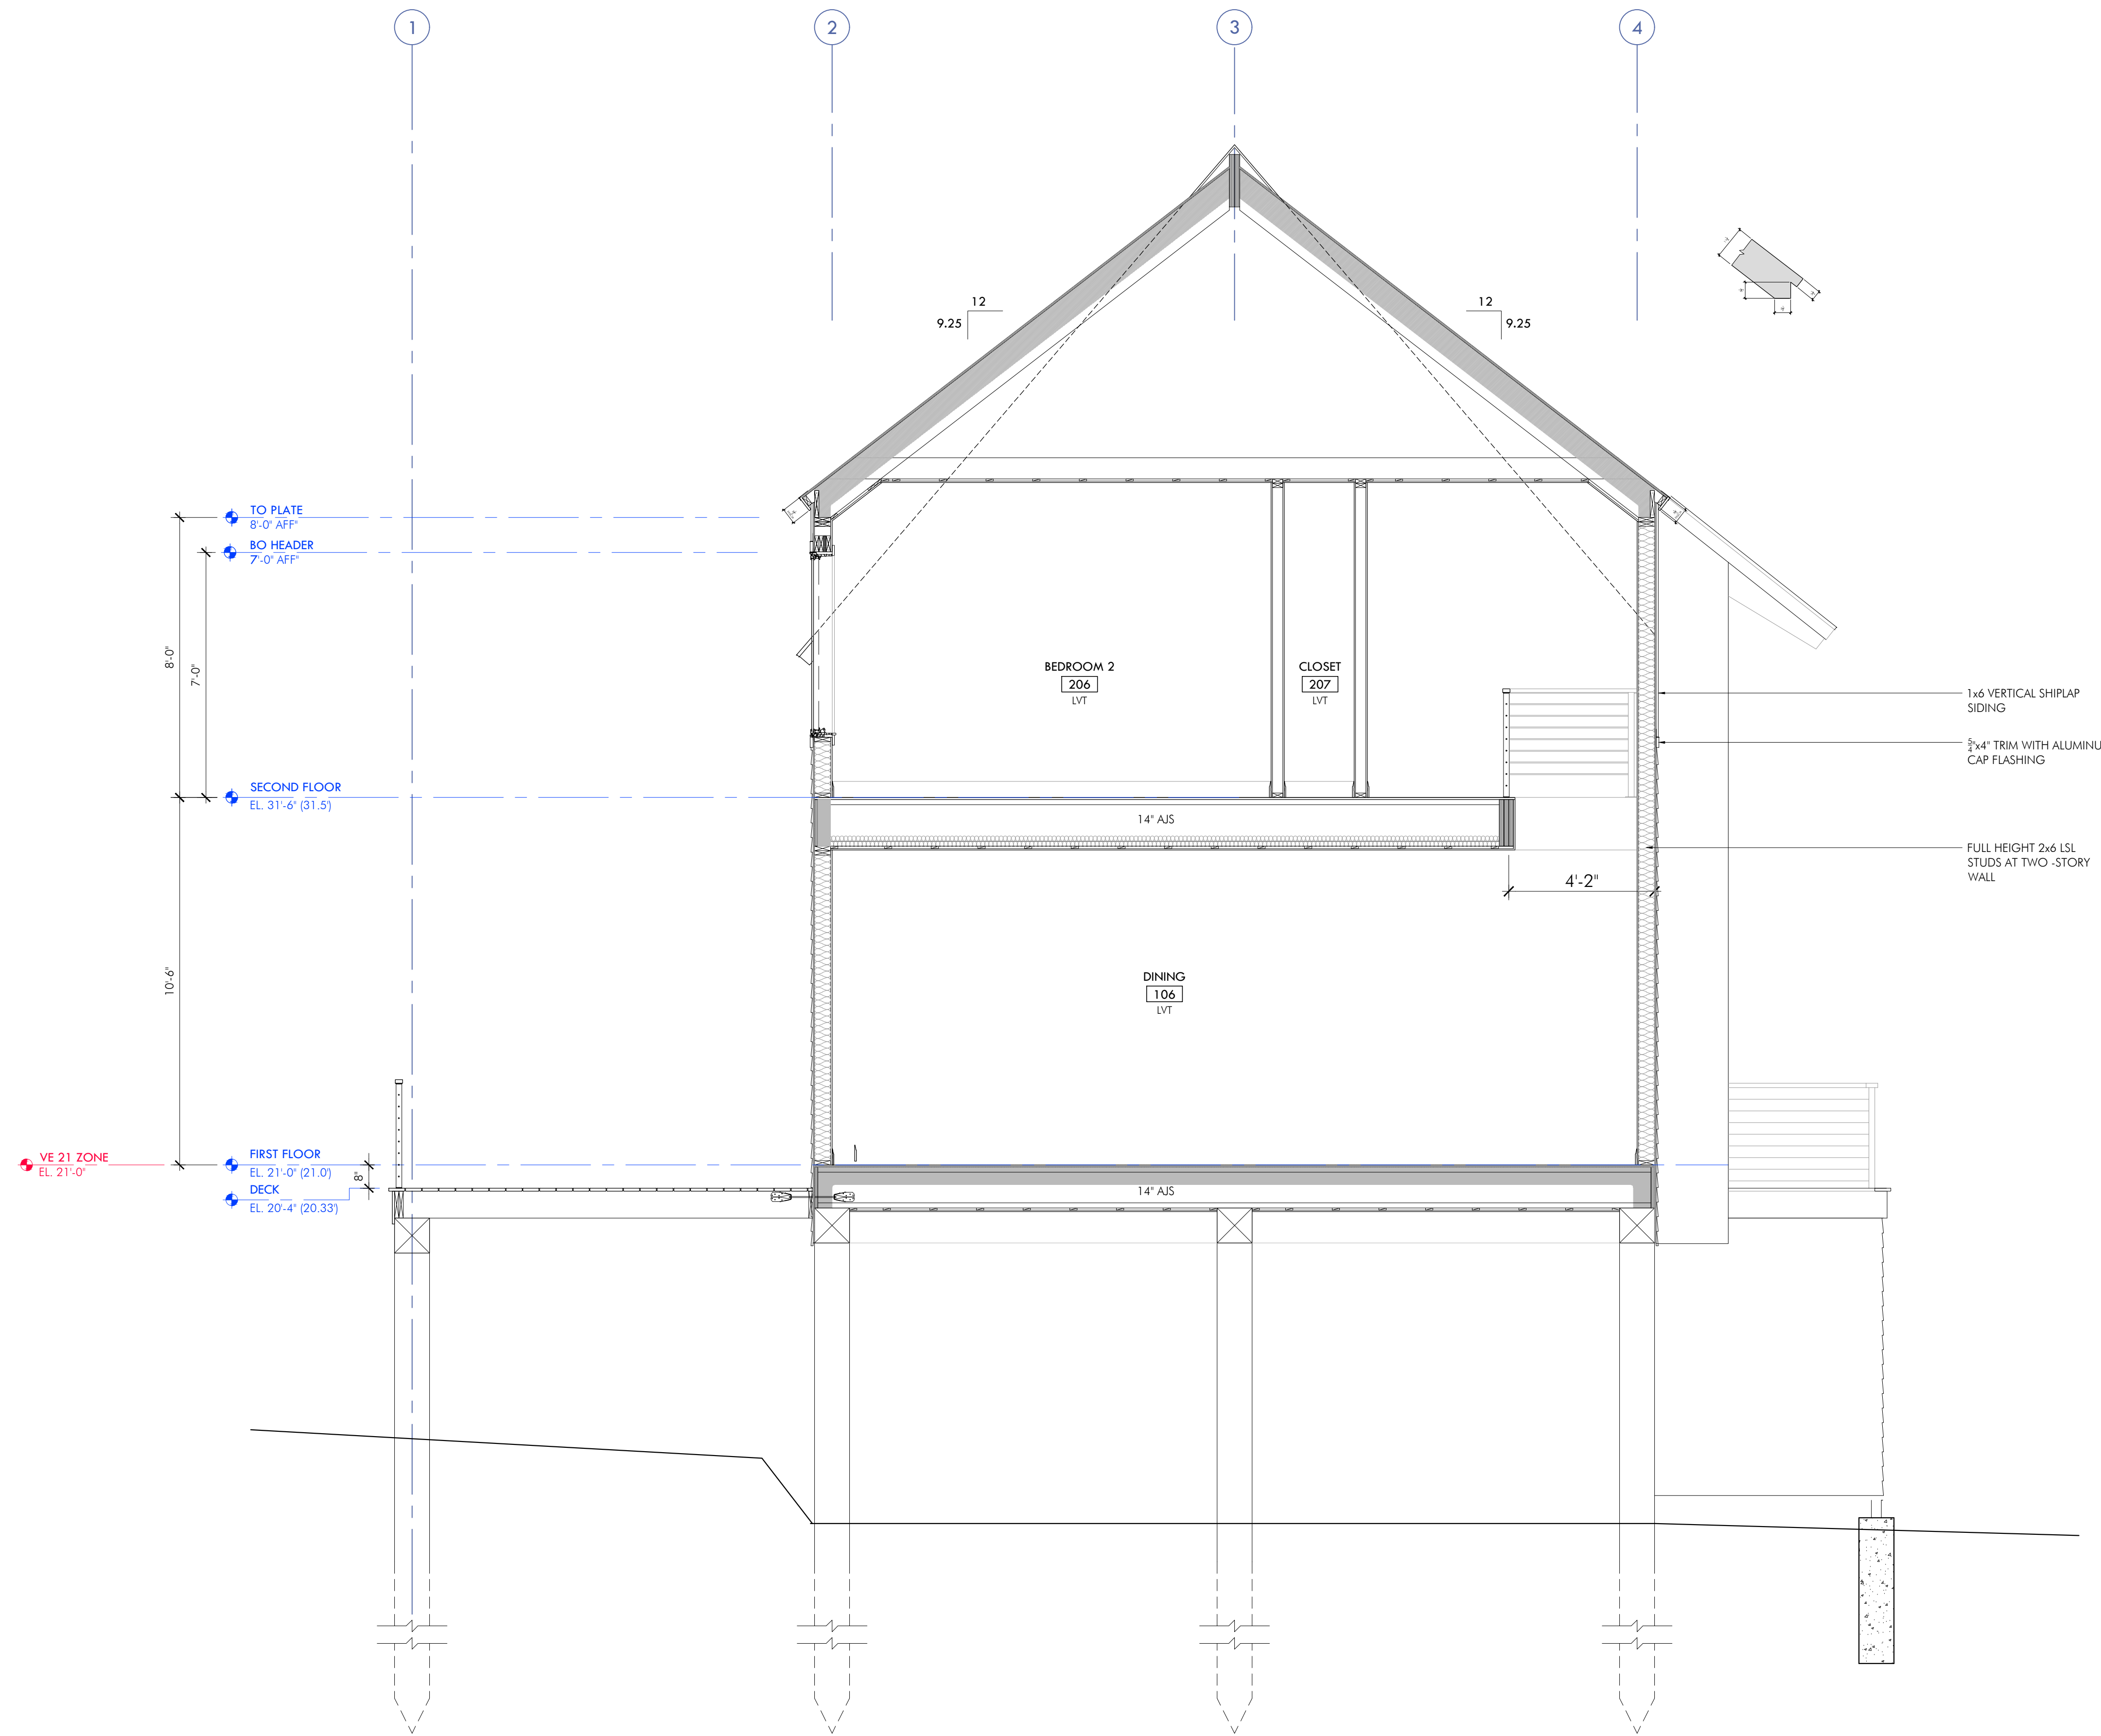 1
2
3
4
12
9.25
12
9.25
TO PLATE
8'-0" AFF"
BO HEADER
7'-0" AFF"
8'-0"
7'-0"
BEDROOM 2
206
LVT
CLOSET
207
LVT
1x6 VERTICAL SHIPLAP
SIDING
5/4"x4" TRIM WITH ALUMINU
CAP FLASHING
SECOND FLOOR
EL. 31'-6" (31.5')
14" AJS
FULL HEIGHT 2x6 LSL
STUDS AT TWO -STORY
WALL
4'-2"
10'-6"
DINING
106
LVT
VE 21 ZONE
EL. 21'-0"
FIRST FLOOR
EL. 21'-0" (21.0')
8"
DECK
EL. 20'-4" (20.33')
14" AJS